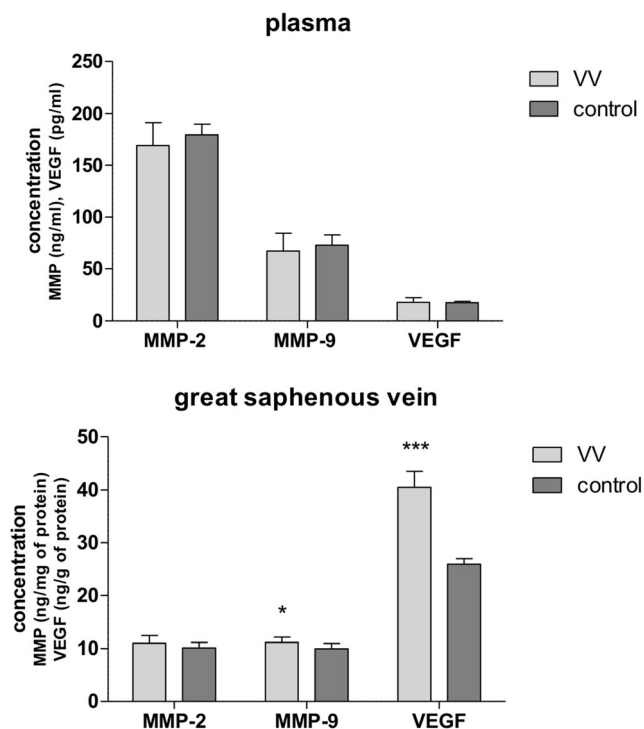 plasma
concentration
MMP (ng/ml), VEGF (pg/ml)
250
200
150
100
50
0
MMP-2 MMP-9 VEGF
VV
control
great saphenous vein
concentration
MMP (ng/mg of protein)
VEGF (ng/g of protein)
50
40
30
20
10
0
***
*
MMP-2 MMP-9 VEGF
VV
control